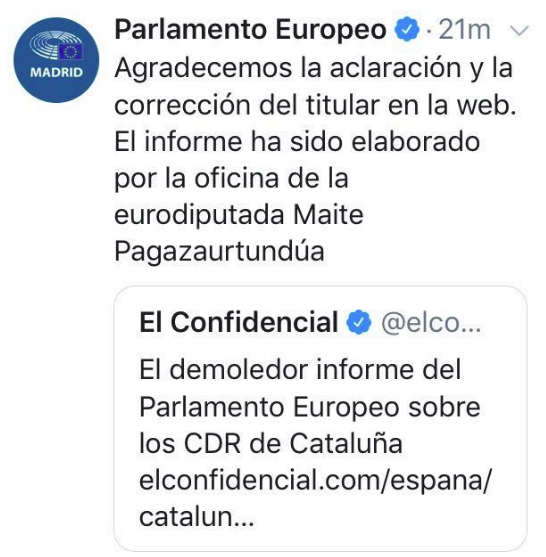 MADRID
Parlamento Europeo · 21m
Agradecemos la aclaración y la
corrección del titular en la web.
El informe ha sido elaborado
por la oficina de la
eurodiputada Maite
Pagazaurtundúa
El Confidencial @elco...
El demoledor informe del
Parlamento Europeo sobre
los CDR de Cataluña
elconfidencial.com/espana/
catalun...